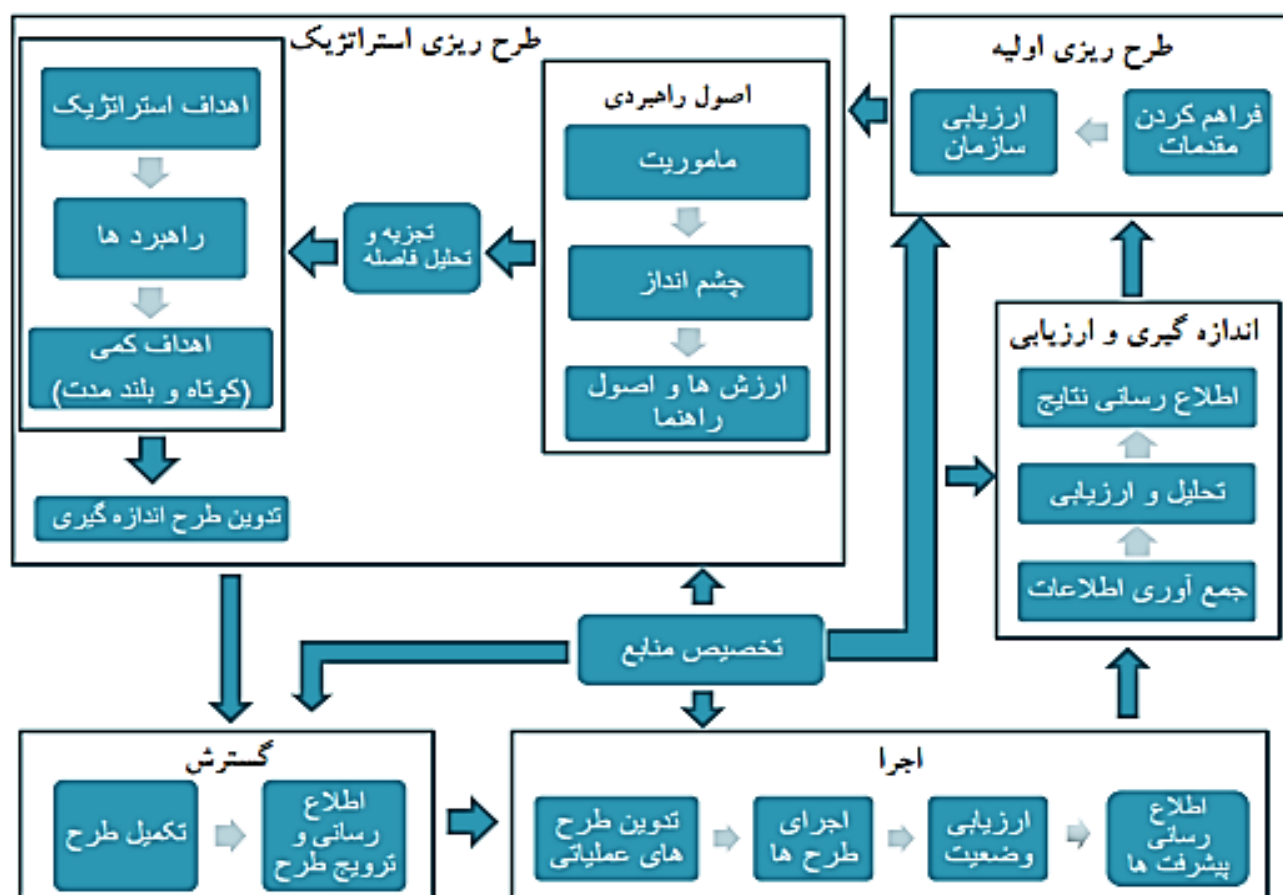 طرح ریزی اولیه
فراهم کردن
مقدمات
ارزیابی
سازمان
طرح ریزی استراتژیک
اصول راهبردی
ماموریت
چشم انداز
ارزش ها و اصول
راهنما
تجزیه و
تحلیل فاصله
اهداف استراتژیک
راهبرد ها
اهداف کمی
(کوتاه و بلند مدت)
تدوین طرح اندازه گیری
اندازه گیری و ارزیابی
اطلاع رسانی نتایج
تحلیل و ارزیابی
جمع آوری اطلاعات
تخصیص منابع
گسترش
تکمیل طرح
اطلاع
رسانی و
ترویج طرح
اجرا
تدوین طرح
های عملیاتی
اجرای
طرح ها
ارزیابی
وضعیت
اطلاع
رسانی
پیشرفت ها